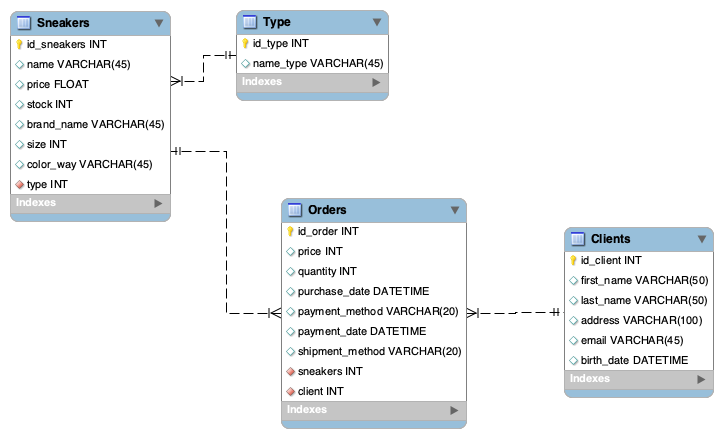 Sneakers
id_sneakers INT
name VARCHAR(45)
price FLOAT
stock INT
brand_name VARCHAR(45)
size INT
color_way VARCHAR(45)
type INT
Indexes
Type
id_type INT
name_type VARCHAR(45)
Indexes
Orders
id_order INT
price INT
quantity INT
purchase_date DATETIME
payment_method VARCHAR(20)
payment_date DATETIME
shipment_method VARCHAR(20)
sneakers INT
client INT
Indexes
Clients
id_client INT
first_name VARCHAR(50)
last_name VARCHAR(50)
address VARCHAR(100)
email VARCHAR(45)
birth_date DATETIME
Indexes